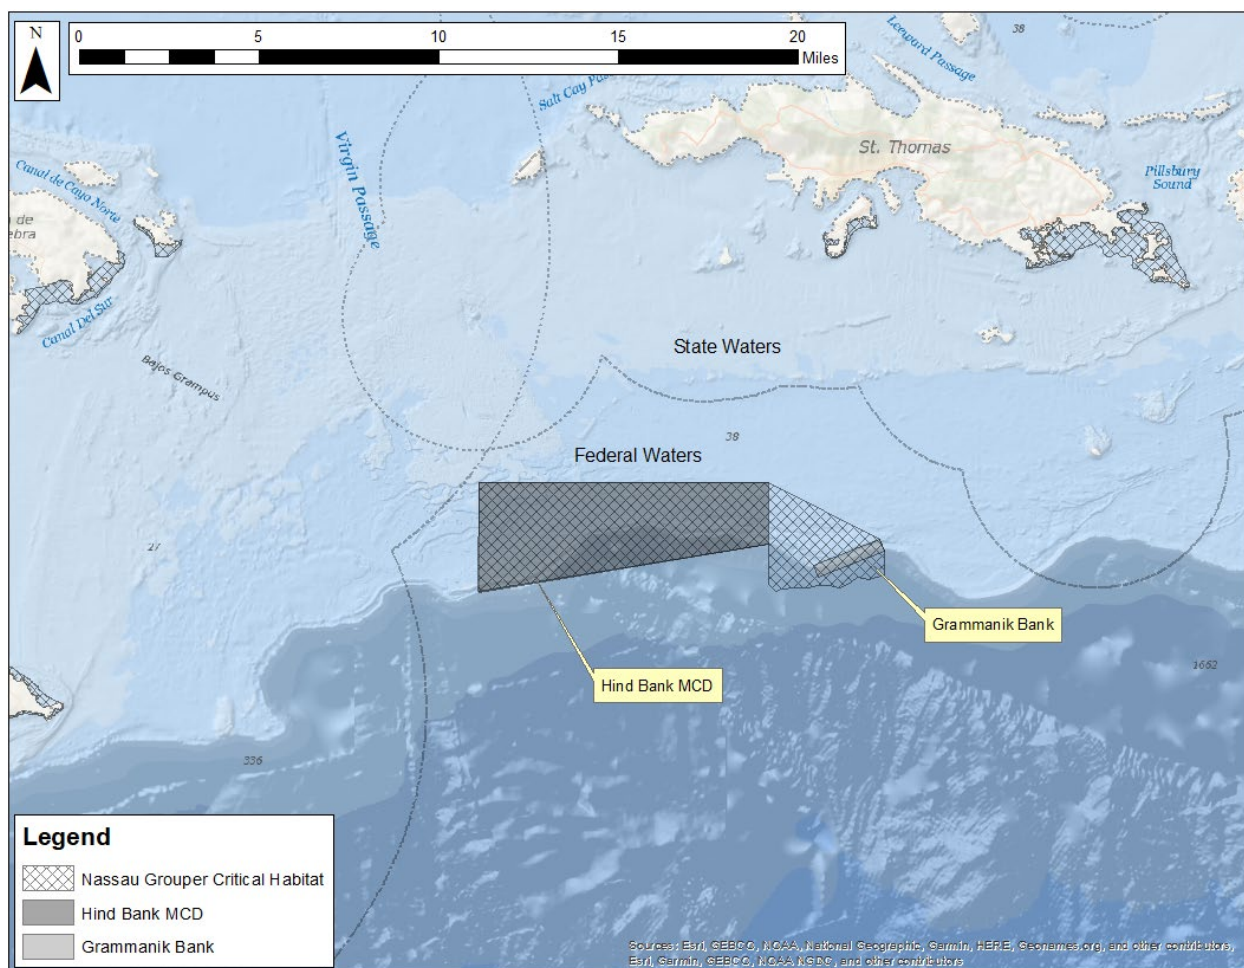 N
0 5 10 15 20
Miles
38
Leeward Passage
Salt Cay Pas
Virgin Passage
St. Thomas
Pillsbury
Sound
Canal de Cayo Norte
de
ebra
Canal Del Sur
Bajos Grampus
State Waters
38
Federal Waters
27
Grammanik Bank
Hind Bank MCD
1662
336
Legend
Nassau Grouper Critical Habitat
Hind Bank MCD
Grammanik Bank
Sources: Esri, GEBCO, NOAA, National Geographic, Garmin, HERE, Geonames.org, and other contributors,
Esri, Garmin, GEBCO, NOAA NGDC, and other contributors